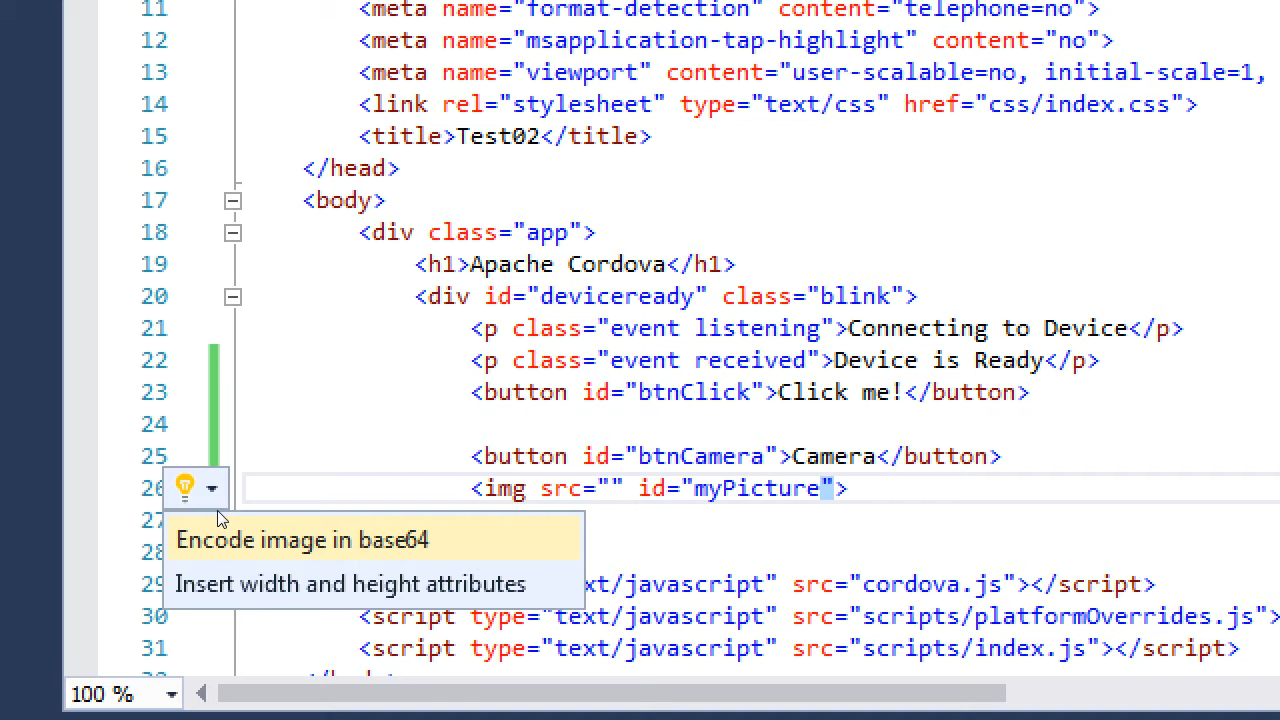 11 <meta name="format-detection" content="telephone=no">
12 <meta name="msapplication-tap-highlight" content="no">
13 <meta name="viewport" content="user-scalable=no, initial-scale=1,
14 <link rel="stylesheet" type="text/css" href="css/index.css">
15 <title>Test02</title>
16 </head>
17 <body>
18 <div class="app">
19 <h1>Apache Cordova</h1>
20 <div id="deviceready" class="blink">
21 <p class="event listening">Connecting to Device</p>
22 <p class="event received">Device is Ready</p>
23 <button id="btnClick">Click me!</button>
24
25 <button id="btnCamera">Camera</button>
26 <img src="" id="myPicture">
27
Encode image in base64
28
Insert width and height attributes
29 text/javascript" src="cordova.js"></script>
30 <script type="text/javascript" src="scripts/platformOverrides.js">
31 <script type="text/javascript" src="scripts/index.js"></script>
100 %